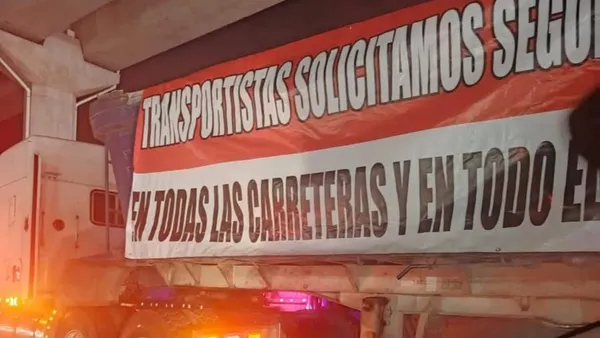 TRANSPORTISTAS SOLICITAMOS
EN TODAS LAS CARRETERAS Y EN TODO